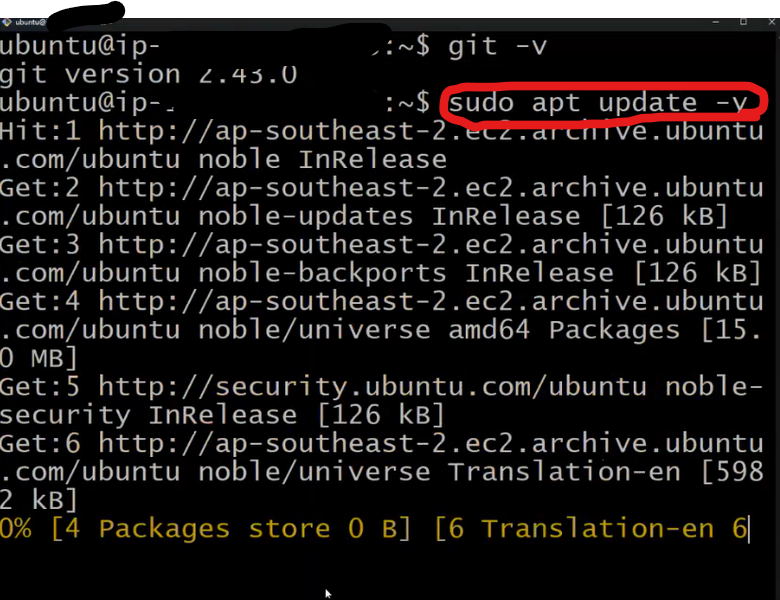 ubuntu@
ubuntu@ip- :~$ git -v
git version 2.43.0
ubuntu@ip- :~$ sudo apt update -y
Hit:1 http://ap-southeast-2.ec2.archive.ubuntu
.com/ubuntu noble InRelease
Get:2 http://ap-southeast-2.ec2.archive.ubuntu
.com/ubuntu noble-updates InRelease [126 kB]
Get:3 http://ap-southeast-2.ec2.archive.ubuntu
.com/ubuntu noble-backports InRelease [126 kB]
Get:4 http://ap-southeast-2.ec2.archive.ubuntu
.com/ubuntu noble/universe amd64 Packages [15.
0 MB]
Get:5 http://security.ubuntu.com/ubuntu noble-
security InRelease [126 kB]
Get:6 http://ap-southeast-2.ec2.archive.ubuntu
.com/ubuntu noble/universe Translation-en [598
2 kB]
0% [4 Packages store 0 B] [6 Translation-en 6